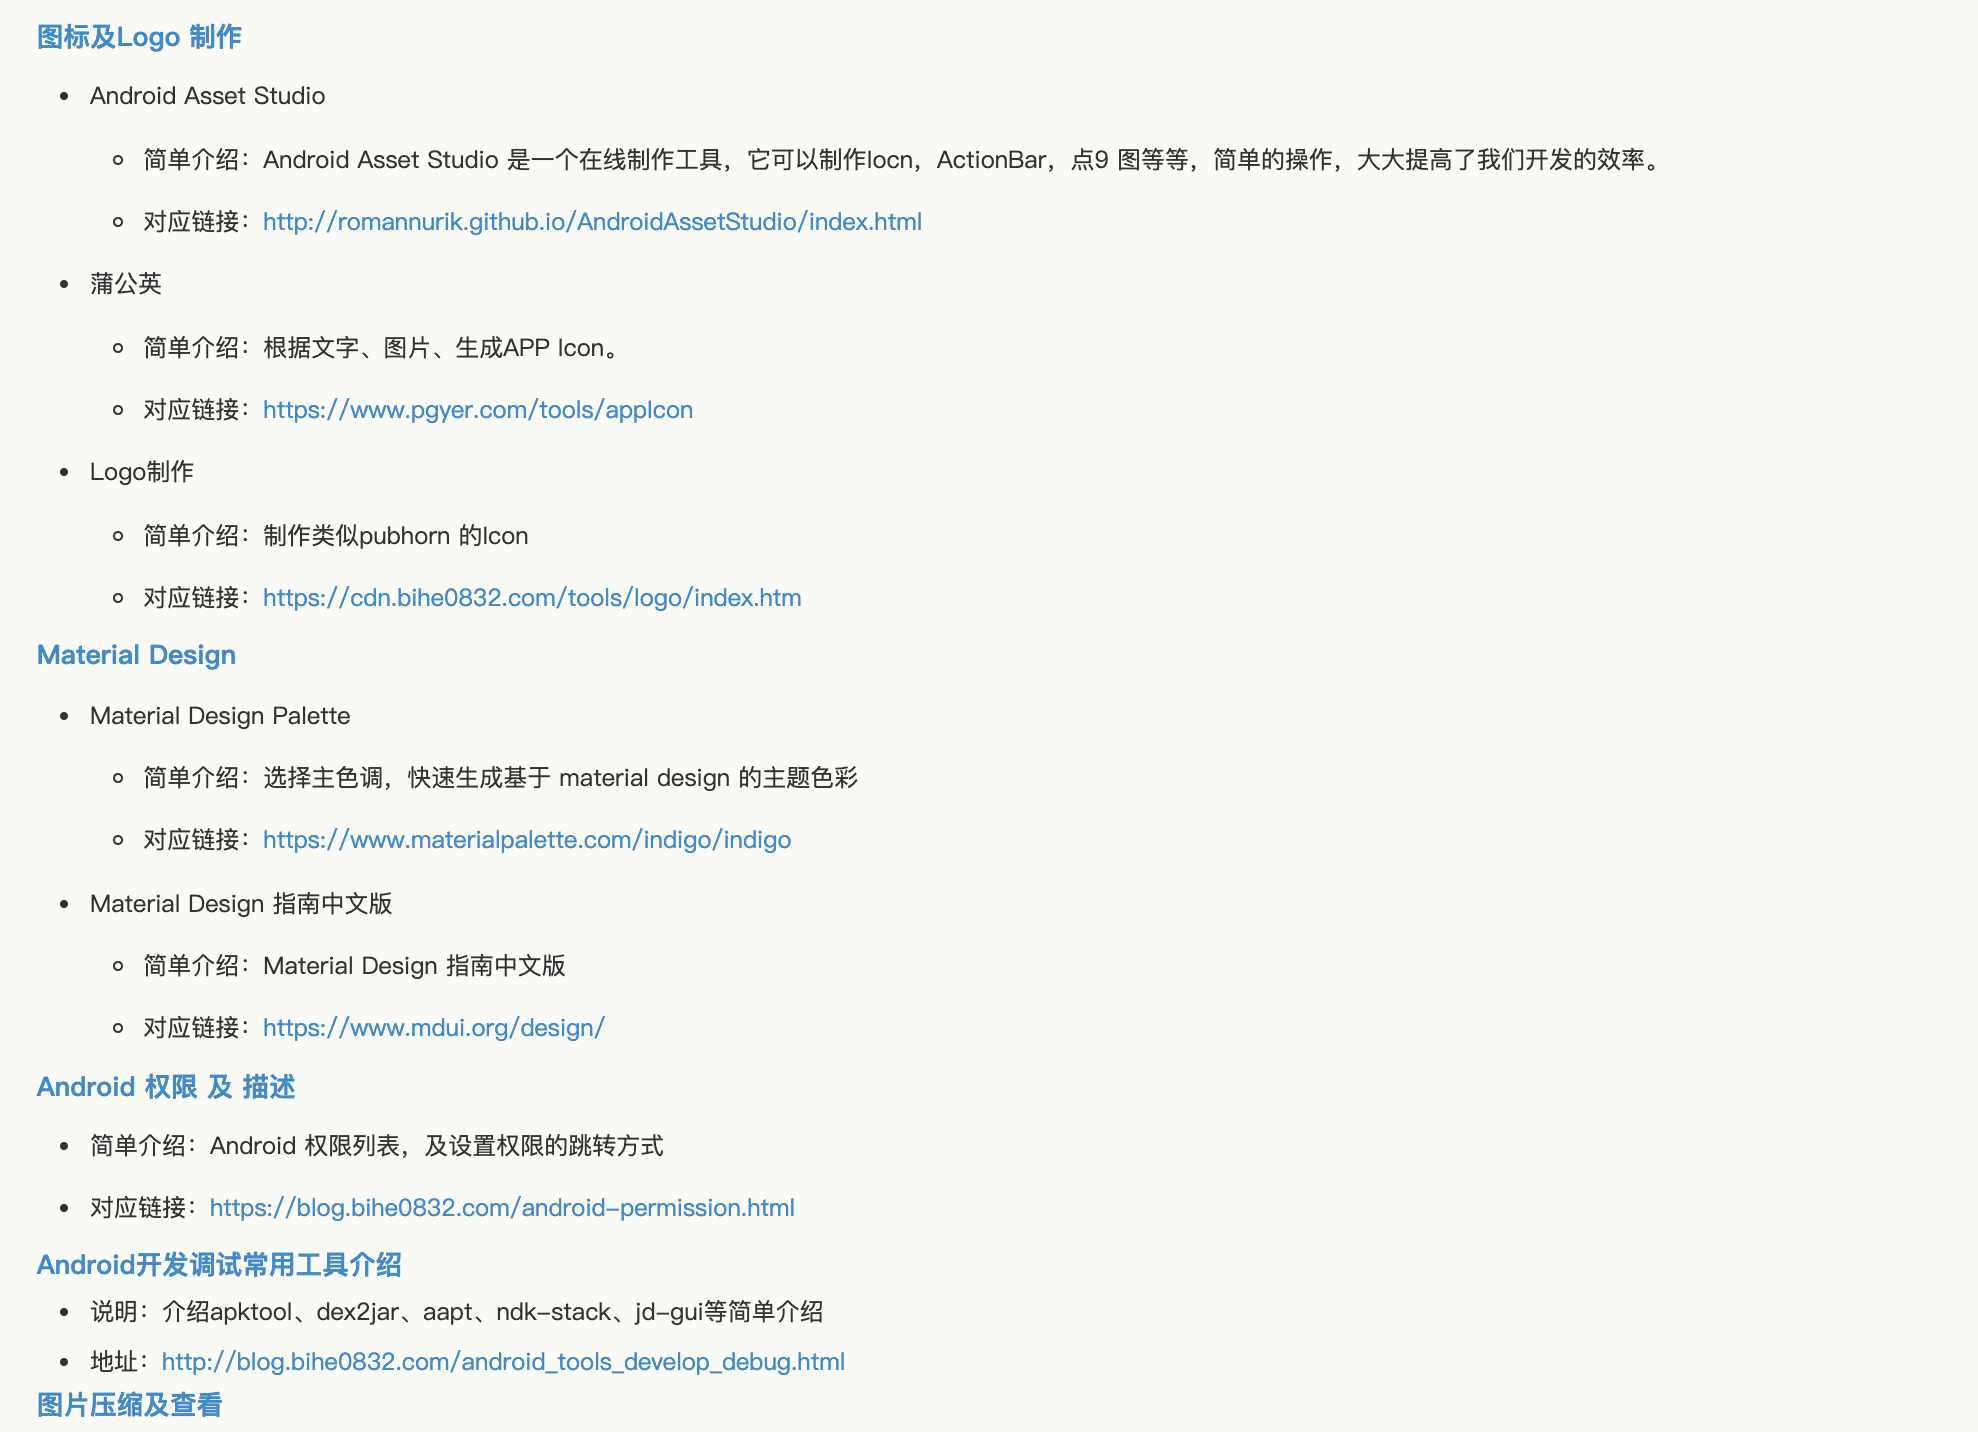 图标及Logo 制作
Android Asset Studio
简单介绍：Android Asset Studio 是一个在线制作工具，它可以制作Iocn，ActionBar，点9 图等等，简单的操作，大大提高了我们开发的效率。
对应链接：http://romannurik.github.io/AndroidAssetStudio/index.html
蒲公英
简单介绍：根据文字、图片、生成APP Icon。
对应链接：https://www.pgyer.com/tools/appIcon
Logo制作
简单介绍：制作类似pubhorn 的Icon
对应链接：https://cdn.bihe0832.com/tools/logo/index.htm
Material Design
Material Design Palette
简单介绍：选择主色调，快速生成基于 material design 的主题色彩
对应链接：https://www.materialpalette.com/indigo/indigo
Material Design 指南中文版
简单介绍：Material Design 指南中文版
对应链接：https://www.mdui.org/design/
Android 权限 及 描述
简单介绍：Android 权限列表，及设置权限的跳转方式
对应链接：https://blog.bihe0832.com/android-permission.html
Android开发调试常用工具介绍
说明：介绍apktool、dex2jar、aapt、ndk-stack、jd-gui等简单介绍
地址：http://blog.bihe0832.com/android_tools_develop_debug.html
图片压缩及查看